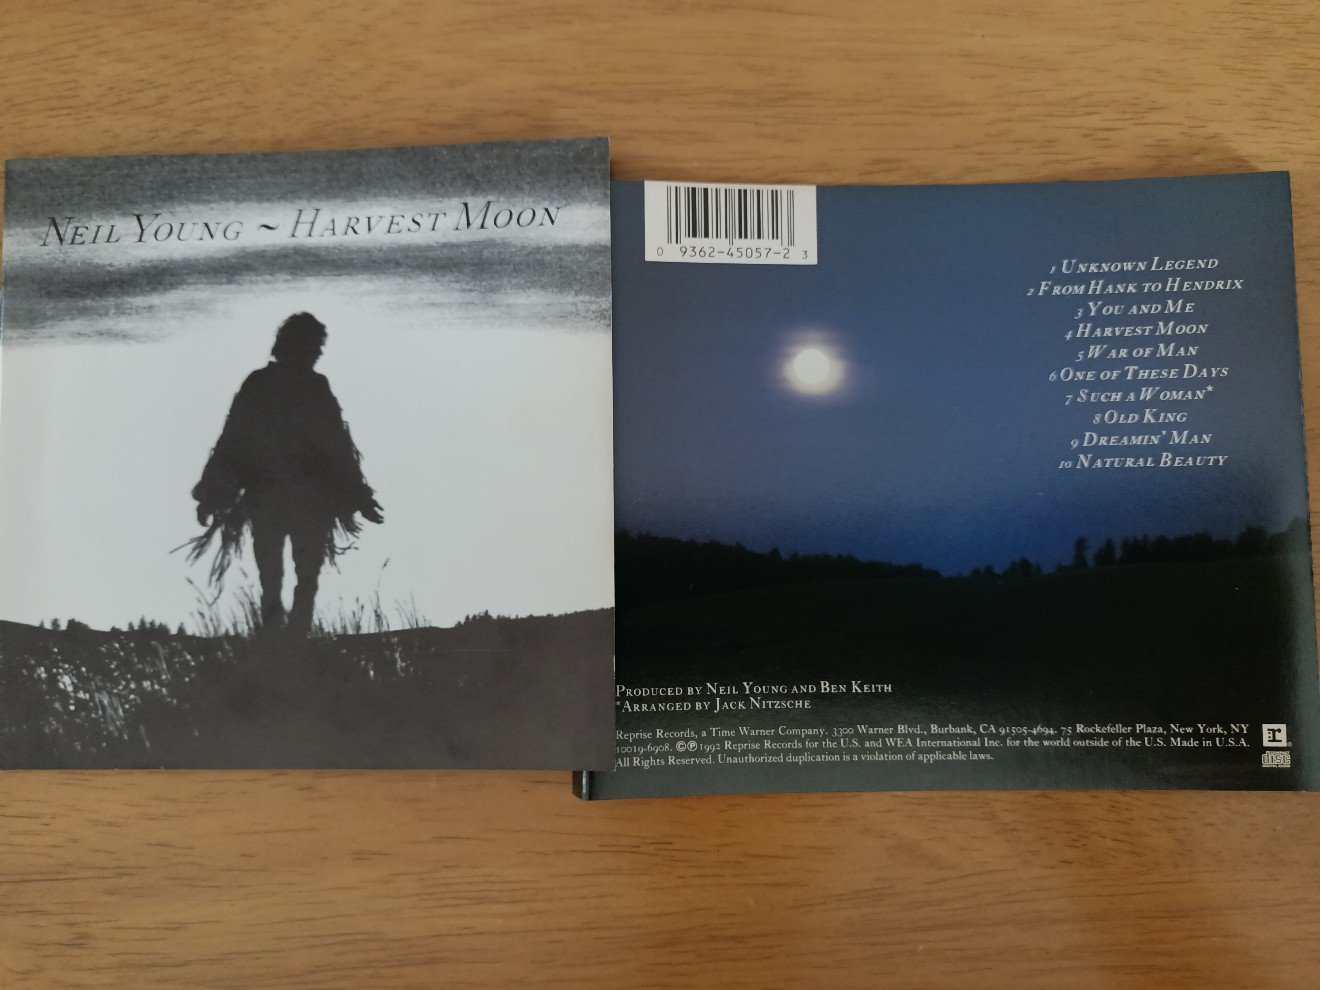 NEIL YOUNG ~ HARVEST MOON
0 9362-45057-2 3
1 UNKNOWN LEGEND
2 FROM HANK TO HENDRIX
3 YOU AND ME
4 HARVEST MOON
5 WAR OF MAN
6 ONE OF THESE DAYS
7 SUCH A WOMAN*
8 OLD KING
9 DREAMIN' MAN
10 NATURAL BEAUTY
PRODUCED BY NEIL YOUNG AND BEN KEITH
*ARRANGED BY JACK NITZSCHE
Reprise Records, a Time Warner Company. 3300 Warner Blvd., Burbank, CA 91505-4694. 75 Rockefeller Plaza, New York, NY
10019-6908. ©℗ 1992 Reprise Records for the U.S. and WEA International Inc. for the world outside of the U.S. Made in U.S.A.
All Rights Reserved. Unauthorized duplication is a violation of applicable laws.
r
®
disc